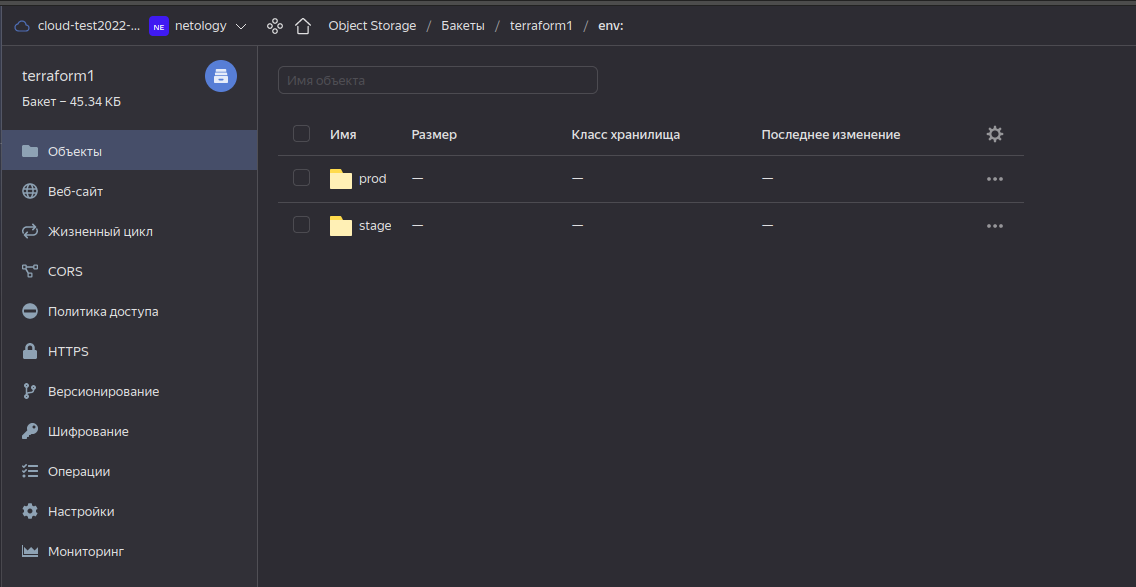 cloud-test2022-... NE netology Object Storage / Бакеты / terraform1 / env:
terraform1
Бакет – 45.34 КБ
Объекты
Веб-сайт
Жизненный цикл
CORS
Политика доступа
HTTPS
Версионирование
Шифрование
Операции
Настройки
Мониторинг
Имя объекта
Имя Размер Класс хранилища Последнее изменение
prod — — —
stage — — —